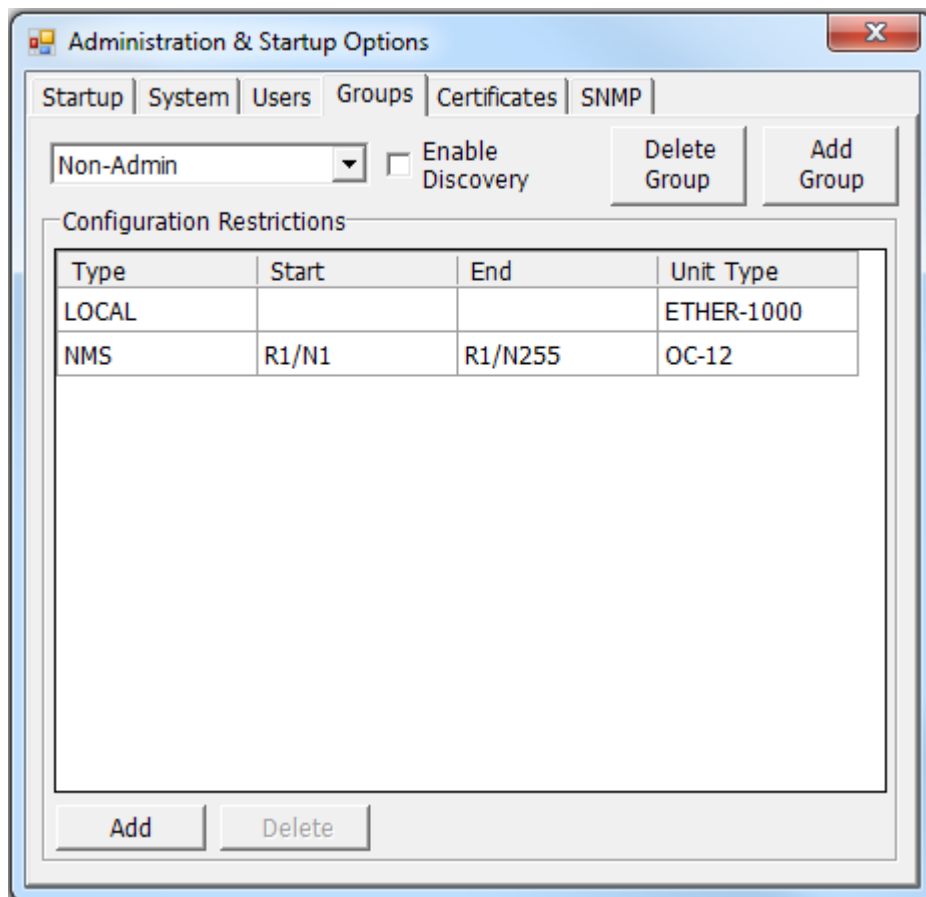 Administration & Startup Options
Startup System Users Groups Certificates SNMP
Non-Admin
Enable
Discovery
Delete
Group
Add
Group
Configuration Restrictions
Type Start End Unit Type
LOCAL ETHER-1000
NMS R1/N1 R1/N255 OC-12
Add Delete